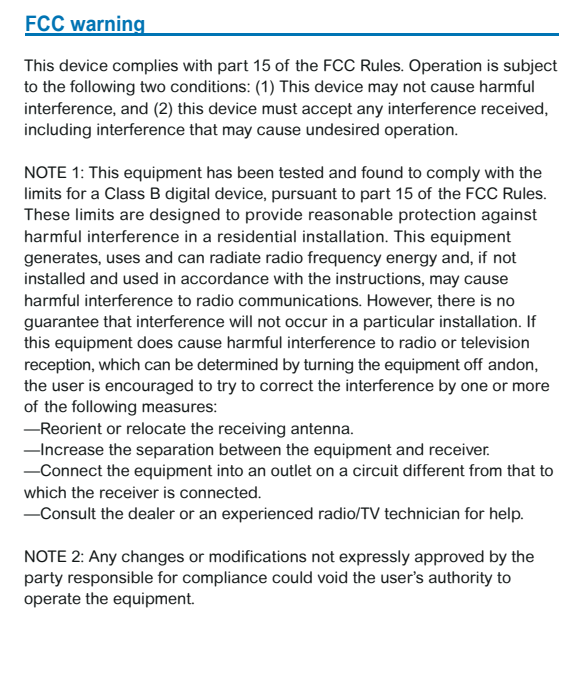 FCC warning
This device complies with part 15 of the FCC Rules. Operation is subject
to the following two conditions: (1) This device may not cause harmful
interference, and (2) this device must accept any interference received,
including interference that may cause undesired operation.
NOTE 1: This equipment has been tested and found to comply with the
limits for a Class B digital device, pursuant to part 15 of the FCC Rules.
These limits are designed to provide reasonable protection against
harmful interference in a residential installation. This equipment
generates, uses and can radiate radio frequency energy and, if not
installed and used in accordance with the instructions, may cause
harmful interference to radio communications. However, there is no
guarantee that interference will not occur in a particular installation. If
this equipment does cause harmful interference to radio or television
reception, which can be determined by turning the equipment off andon,
the user is encouraged to try to correct the interference by one or more
of the following measures:
—Reorient or relocate the receiving antenna.
—Increase the separation between the equipment and receiver.
—Connect the equipment into an outlet on a circuit different from that to
which the receiver is connected.
—Consult the dealer or an experienced radio/TV technician for help.
NOTE 2: Any changes or modifications not expressly approved by the
party responsible for compliance could void the user's authority to
operate the equipment.